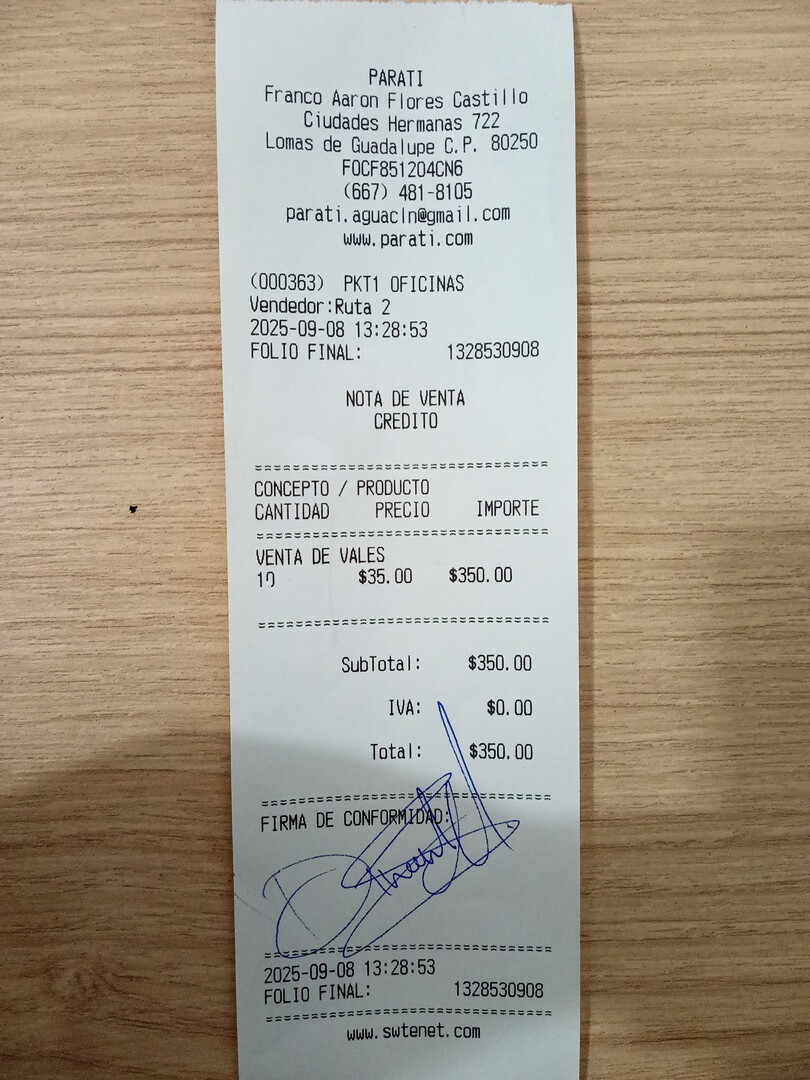 PARATI
Franco Aaron Flores Castillo
Ciudades Hermanas 722
Lomas de Guadalupe C.P. 80250
FOCF851204CN6
(667) 481-8105
parati.aguacln@gmail.com
www.parati.com
(000363) PKT1 OFICINAS
Vendedor:Ruta 2
2025-09-08 13:28:53
FOLIO FINAL: 1328530908
NOTA DE VENTA
CREDITO
==============================
CONCEPTO / PRODUCTO
CANTIDAD PRECIO IMPORTE
==============================
VENTA DE VALES
10 $35.00 $350.00
==============================
SubTotal: $350.00
IVA: $0.00
Total: $350.00
==============================
FIRMA DE CONFORMIDAD:
==============================
2025-09-08 13:28:53
FOLIO FINAL: 1328530908
==============================
www.swtenet.com